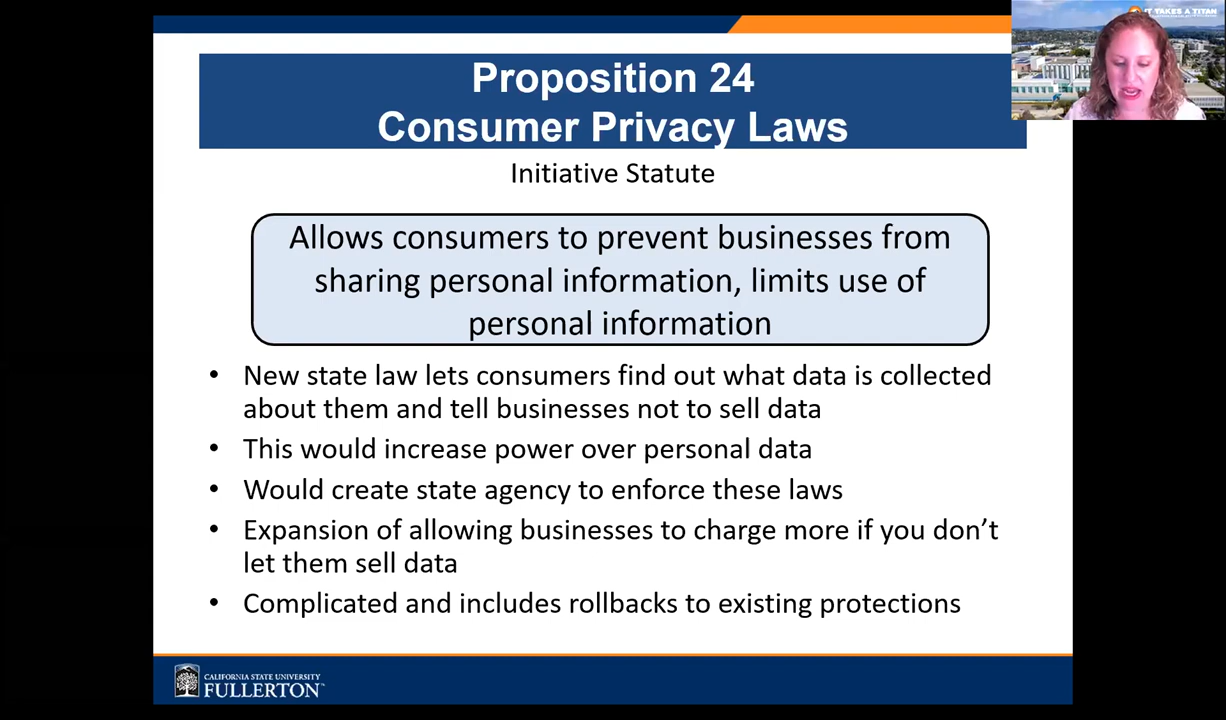 IT TAKES A TITAN
Proposition 24
Consumer Privacy Laws
Initiative Statute
Allows consumers to prevent businesses from
sharing personal information, limits use of
personal information
• New state law lets consumers find out what data is collected
about them and tell businesses not to sell data
• This would increase power over personal data
• Would create state agency to enforce these laws
• Expansion of allowing businesses to charge more if you don’t
let them sell data
• Complicated and includes rollbacks to existing protections
CALIFORNIA STATE UNIVERSITY
FULLERTON™